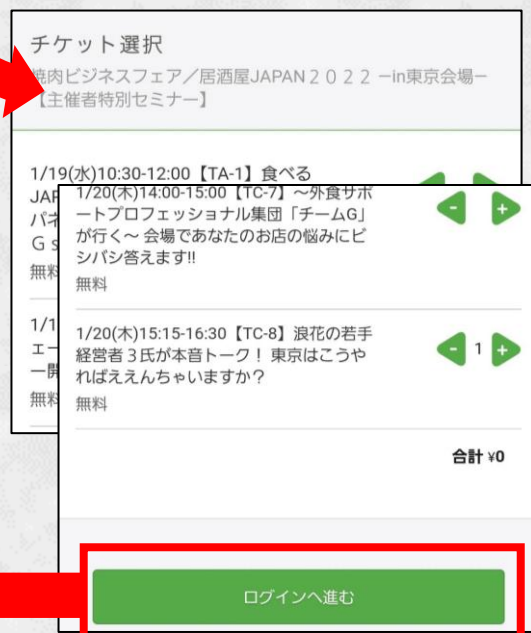 チケット選択
焼肉ビジネスフェア／居酒屋JAPAN２０２２ －in東京会場－
【主催者特別セミナー】
1/19(水)10:30-12:00【TA-1】食べる
JAP
パネ
Ｇｓ
無料
1/1
ェー
ー開
無料
1/20(木)14:00-15:00【TC-7】～外食サポ
ートプロフェッショナル集団「チームG」
が行く～ 会場であなたのお店の悩みにビ
シバシ答えます!!
無料
- +
1/20(木)15:15-16:30【TC-8】浪花の若手
経営者３氏が本音トーク！ 東京はこうや
ればええんちゃいますか？
無料
- 1 +
合計 ¥0
ログインへ進む